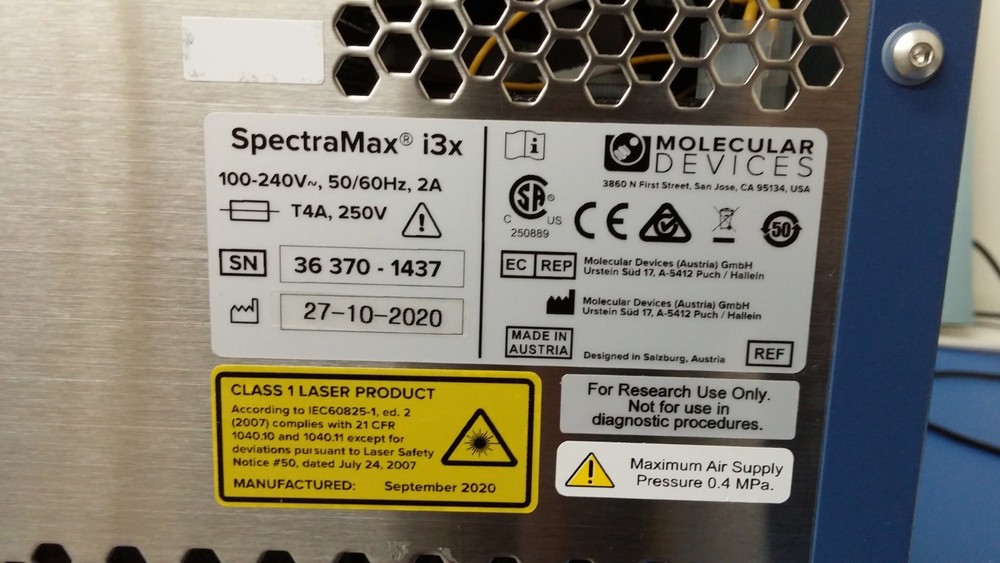 SpectraMax® i3x
100-240V~, 50/60Hz, 2A
T4A, 250V
SN 36 370 - 1437
27-10-2020
i
MOLECULAR
DEVICES
3860 N First Street, San Jose, CA 95134, USA
SA®
C US
250889
CE
50
EC REP Molecular Devices (Austria) GmbH
Urstein Süd 17, A-5412 Puch / Hallein
Molecular Devices (Austria) GmbH
Urstein Süd 17, A-5412 Puch / Hallein
MADE IN
AUSTRIA
Designed in Salzburg, Austria
REF
CLASS 1 LASER PRODUCT
According to IEC60825-1, ed. 2
(2007) complies with 21 CFR
1040.10 and 1040.11 except for
deviations pursuant to Laser Safety
Notice #50, dated July 24, 2007
MANUFACTURED: September 2020
For Research Use Only.
Not for use in
diagnostic procedures.
Maximum Air Supply
Pressure 0.4 MPa.